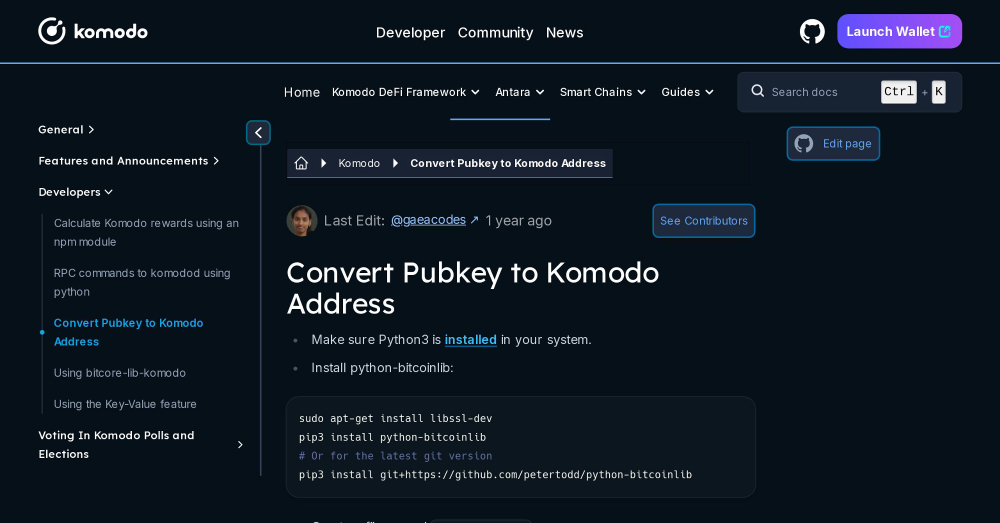 komodo
Developer Community News
Launch Wallet
Home Komodo DeFi Framework Antara Smart Chains Guides
Search docs Ctrl + K
General
Features and Announcements
Developers
Calculate Komodo rewards using an
npm module
RPC commands to komodod using
python
Convert Pubkey to Komodo
Address
Using bitcore-lib-komodo
Using the Key-Value feature
Voting In Komodo Polls and
Elections
Komodo Convert Pubkey to Komodo Address
Edit page
Last Edit: @gaeacodes ↗ 1 year ago
See Contributors
Convert Pubkey to Komodo
Address
Make sure Python3 is installed in your system.
Install python-bitcoinlib:
sudo apt-get install libssl-dev
pip3 install python-bitcoinlib
# Or for the latest git version
pip3 install git+https://github.com/petertodd/python-bitcoinlib